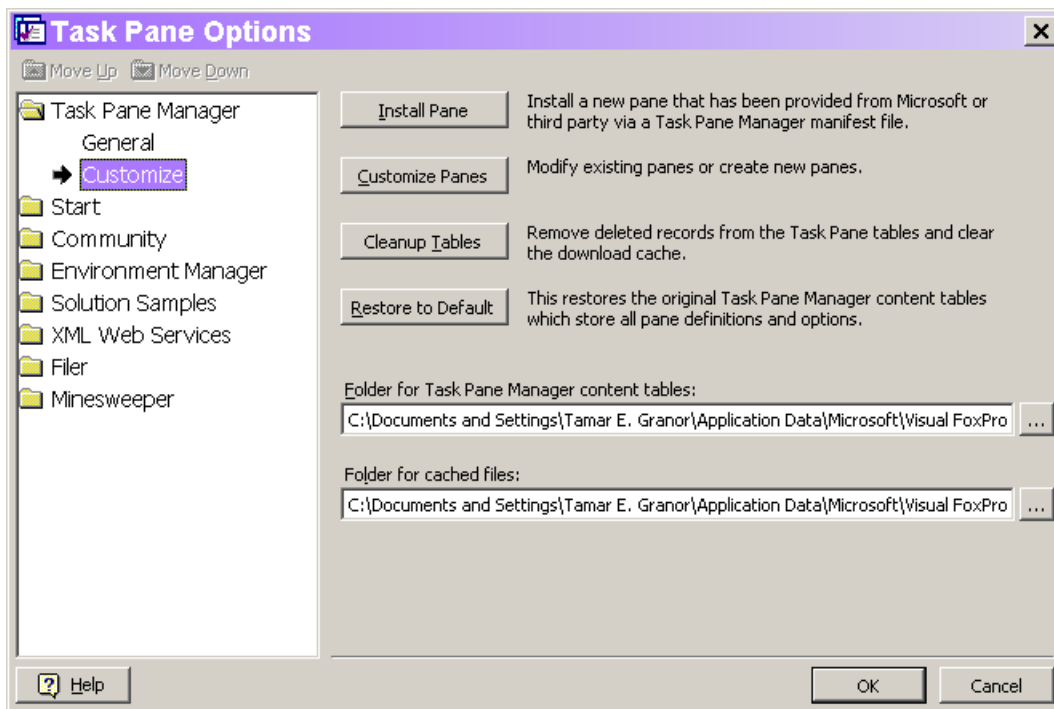 Task Pane Options
Move Up Move Down
Task Pane Manager
General
Customize
Start
Community
Environment Manager
Solution Samples
XML Web Services
Filer
Minesweeper
Install Pane
Install a new pane that has been provided from Microsoft or
third party via a Task Pane Manager manifest file.
Customize Panes
Modify existing panes or create new panes.
Cleanup Tables
Remove deleted records from the Task Pane tables and clear
the download cache.
Restore to Default
This restores the original Task Pane Manager content tables
which store all pane definitions and options.
Folder for Task Pane Manager content tables:
C:\Documents and Settings\Tamar E. Granor\Application Data\Microsoft\Visual FoxPro
...
Folder for cached files:
C:\Documents and Settings\Tamar E. Granor\Application Data\Microsoft\Visual FoxPro
...
Help
OK
Cancel